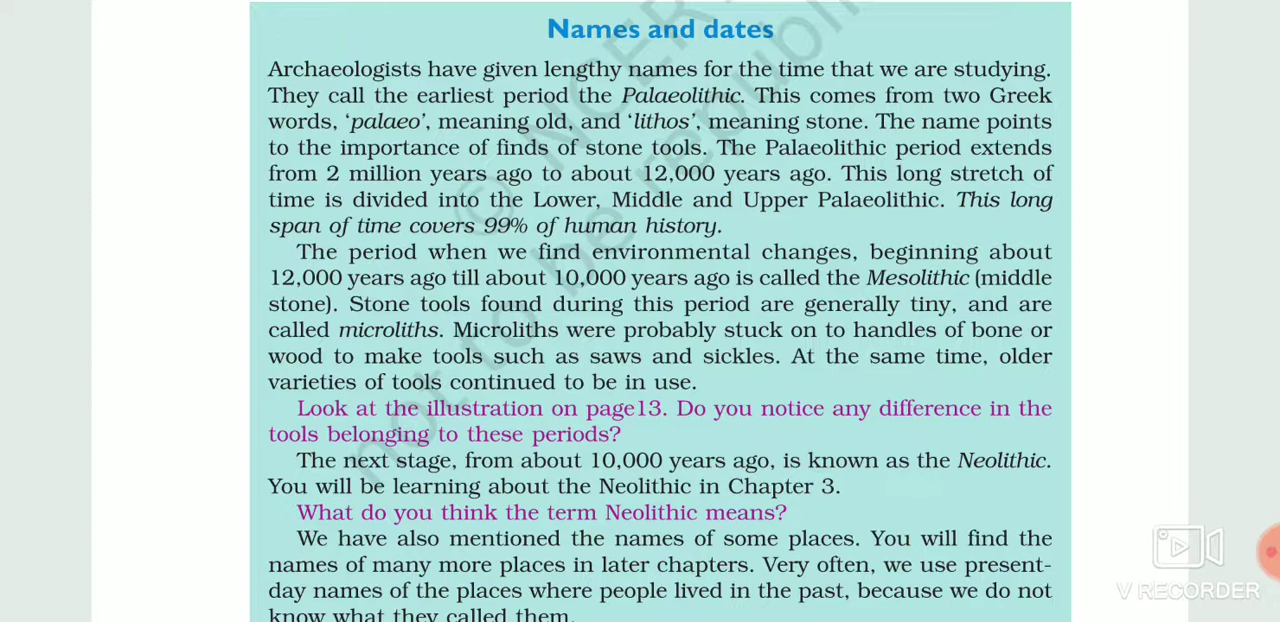 Names and dates
Archaeologists have given lengthy names for the time that we are studying.
They call the earliest period the Palaeolithic. This comes from two Greek
words, ‘palaeo’, meaning old, and ‘lithos’, meaning stone. The name points
to the importance of finds of stone tools. The Palaeolithic period extends
from 2 million years ago to about 12,000 years ago. This long stretch of
time is divided into the Lower, Middle and Upper Palaeolithic. This long
span of time covers 99% of human history.
The period when we find environmental changes, beginning about
12,000 years ago till about 10,000 years ago is called the Mesolithic (middle
stone). Stone tools found during this period are generally tiny, and are
called microliths. Microliths were probably stuck on to handles of bone or
wood to make tools such as saws and sickles. At the same time, older
varieties of tools continued to be in use.
Look at the illustration on page13. Do you notice any difference in the
tools belonging to these periods?
The next stage, from about 10,000 years ago, is known as the Neolithic.
You will be learning about the Neolithic in Chapter 3.
What do you think the term Neolithic means?
We have also mentioned the names of some places. You will find the
names of many more places in later chapters. Very often, we use present-
day names of the places where people lived in the past, because we do not
know what they called them.
© NCER
not to be republi
V RECORDER